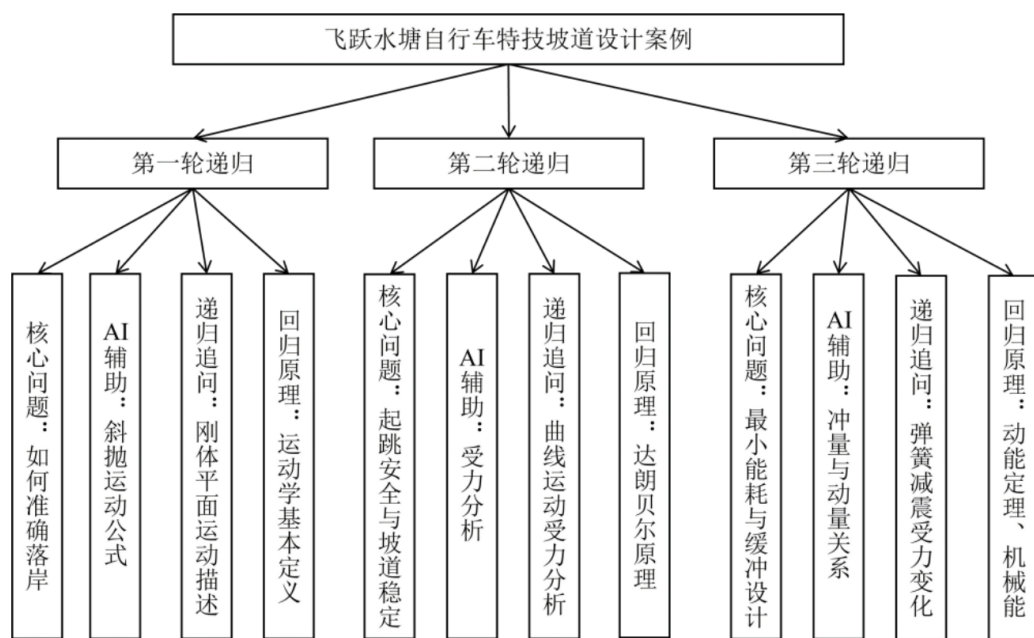 飞跃水塘自行车特技坡道设计案例
第一轮递归
第二轮递归
第三轮递归
核心问题：如何准确落岸
AI辅助：斜抛运动公式
递归追问：刚体平面运动描述
回归原理：运动学基本定义
核心问题：起跳安全与坡道稳定
AI辅助：受力分析
递归追问：曲线运动受力分析
回归原理：达朗贝尔原理
核心问题：最小能耗与缓冲设计
AI辅助：冲量与动量关系
递归追问：弹簧减震受力变化
回归原理：动能定理、机械能